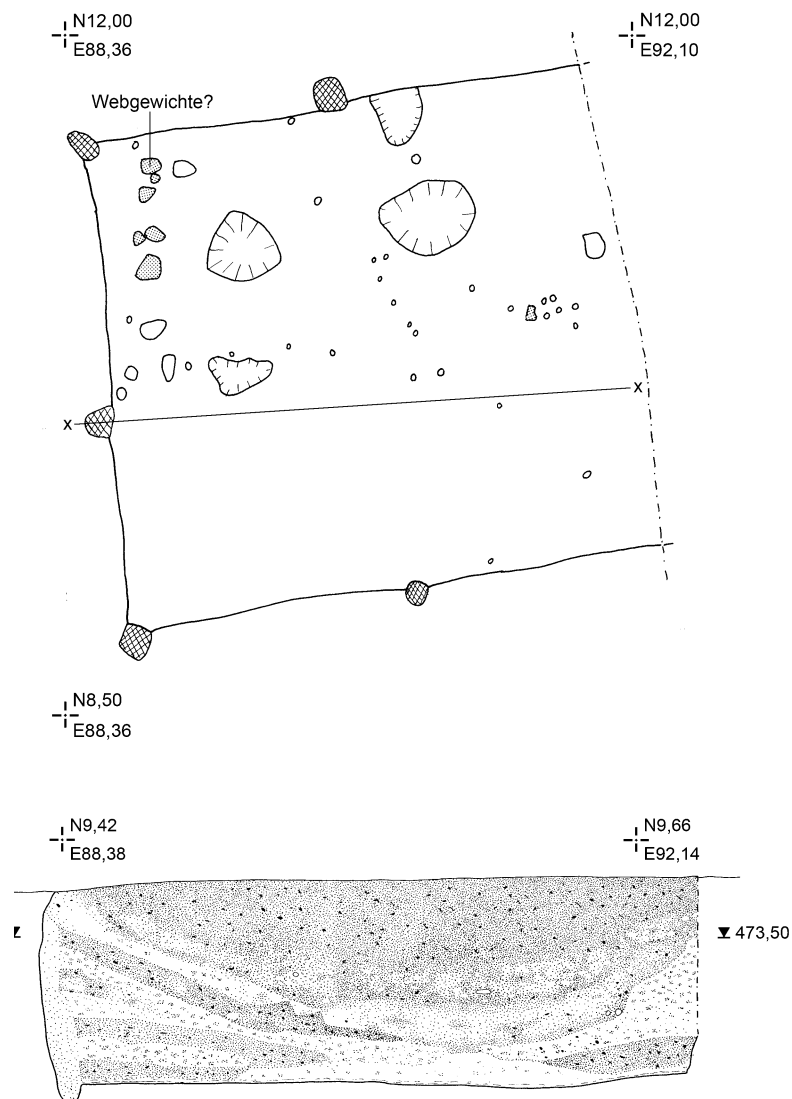 N12,00
E88,36
N12,00
E92,10
Webgewichte?
x
x
N8,50
E88,36
N9,42
E88,38
N9,66
E92,14
473,50